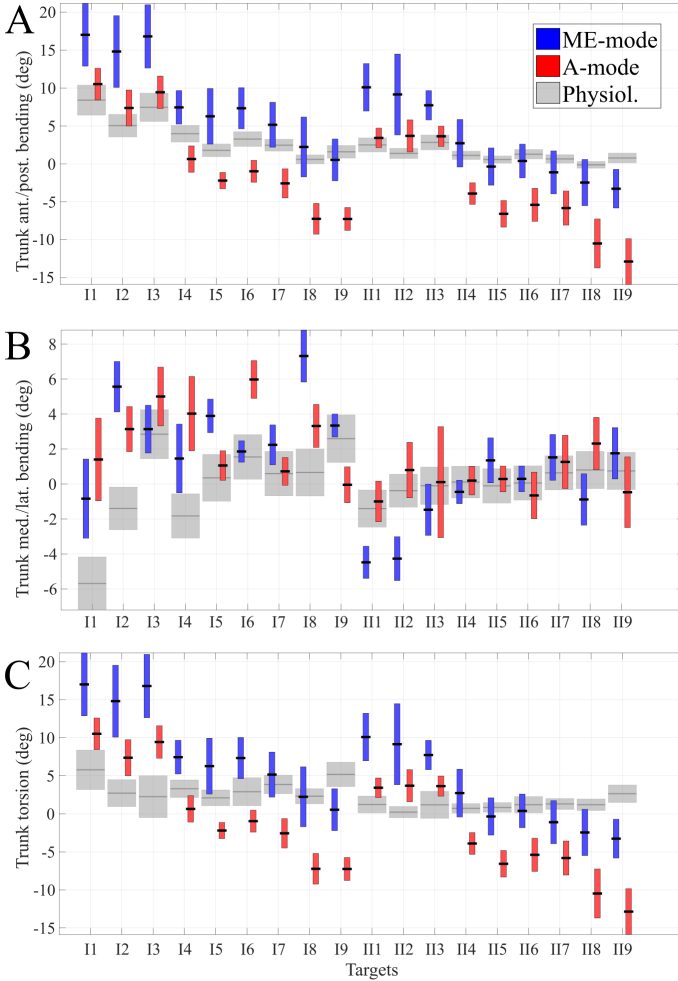 A
Trunk ant./post. bending (deg)
20
15
10
5
0
-5
-10
-15
ME-mode
A-mode
Physiol.
I1 I2 I3 I4 I5 I6 I7 I8 I9 II1 II2 II3 II4 II5 II6 II7 II8 II9
B
Trunk med./lat. bending (deg)
8
6
4
2
0
-2
-4
-6
I1 I2 I3 I4 I5 I6 I7 I8 I9 II1 II2 II3 II4 II5 II6 II7 II8 II9
C
Trunk torsion (deg)
20
15
10
5
0
-5
-10
-15
I1 I2 I3 I4 I5 I6 I7 I8 I9 II1 II2 II3 II4 II5 II6 II7 II8 II9
Targets